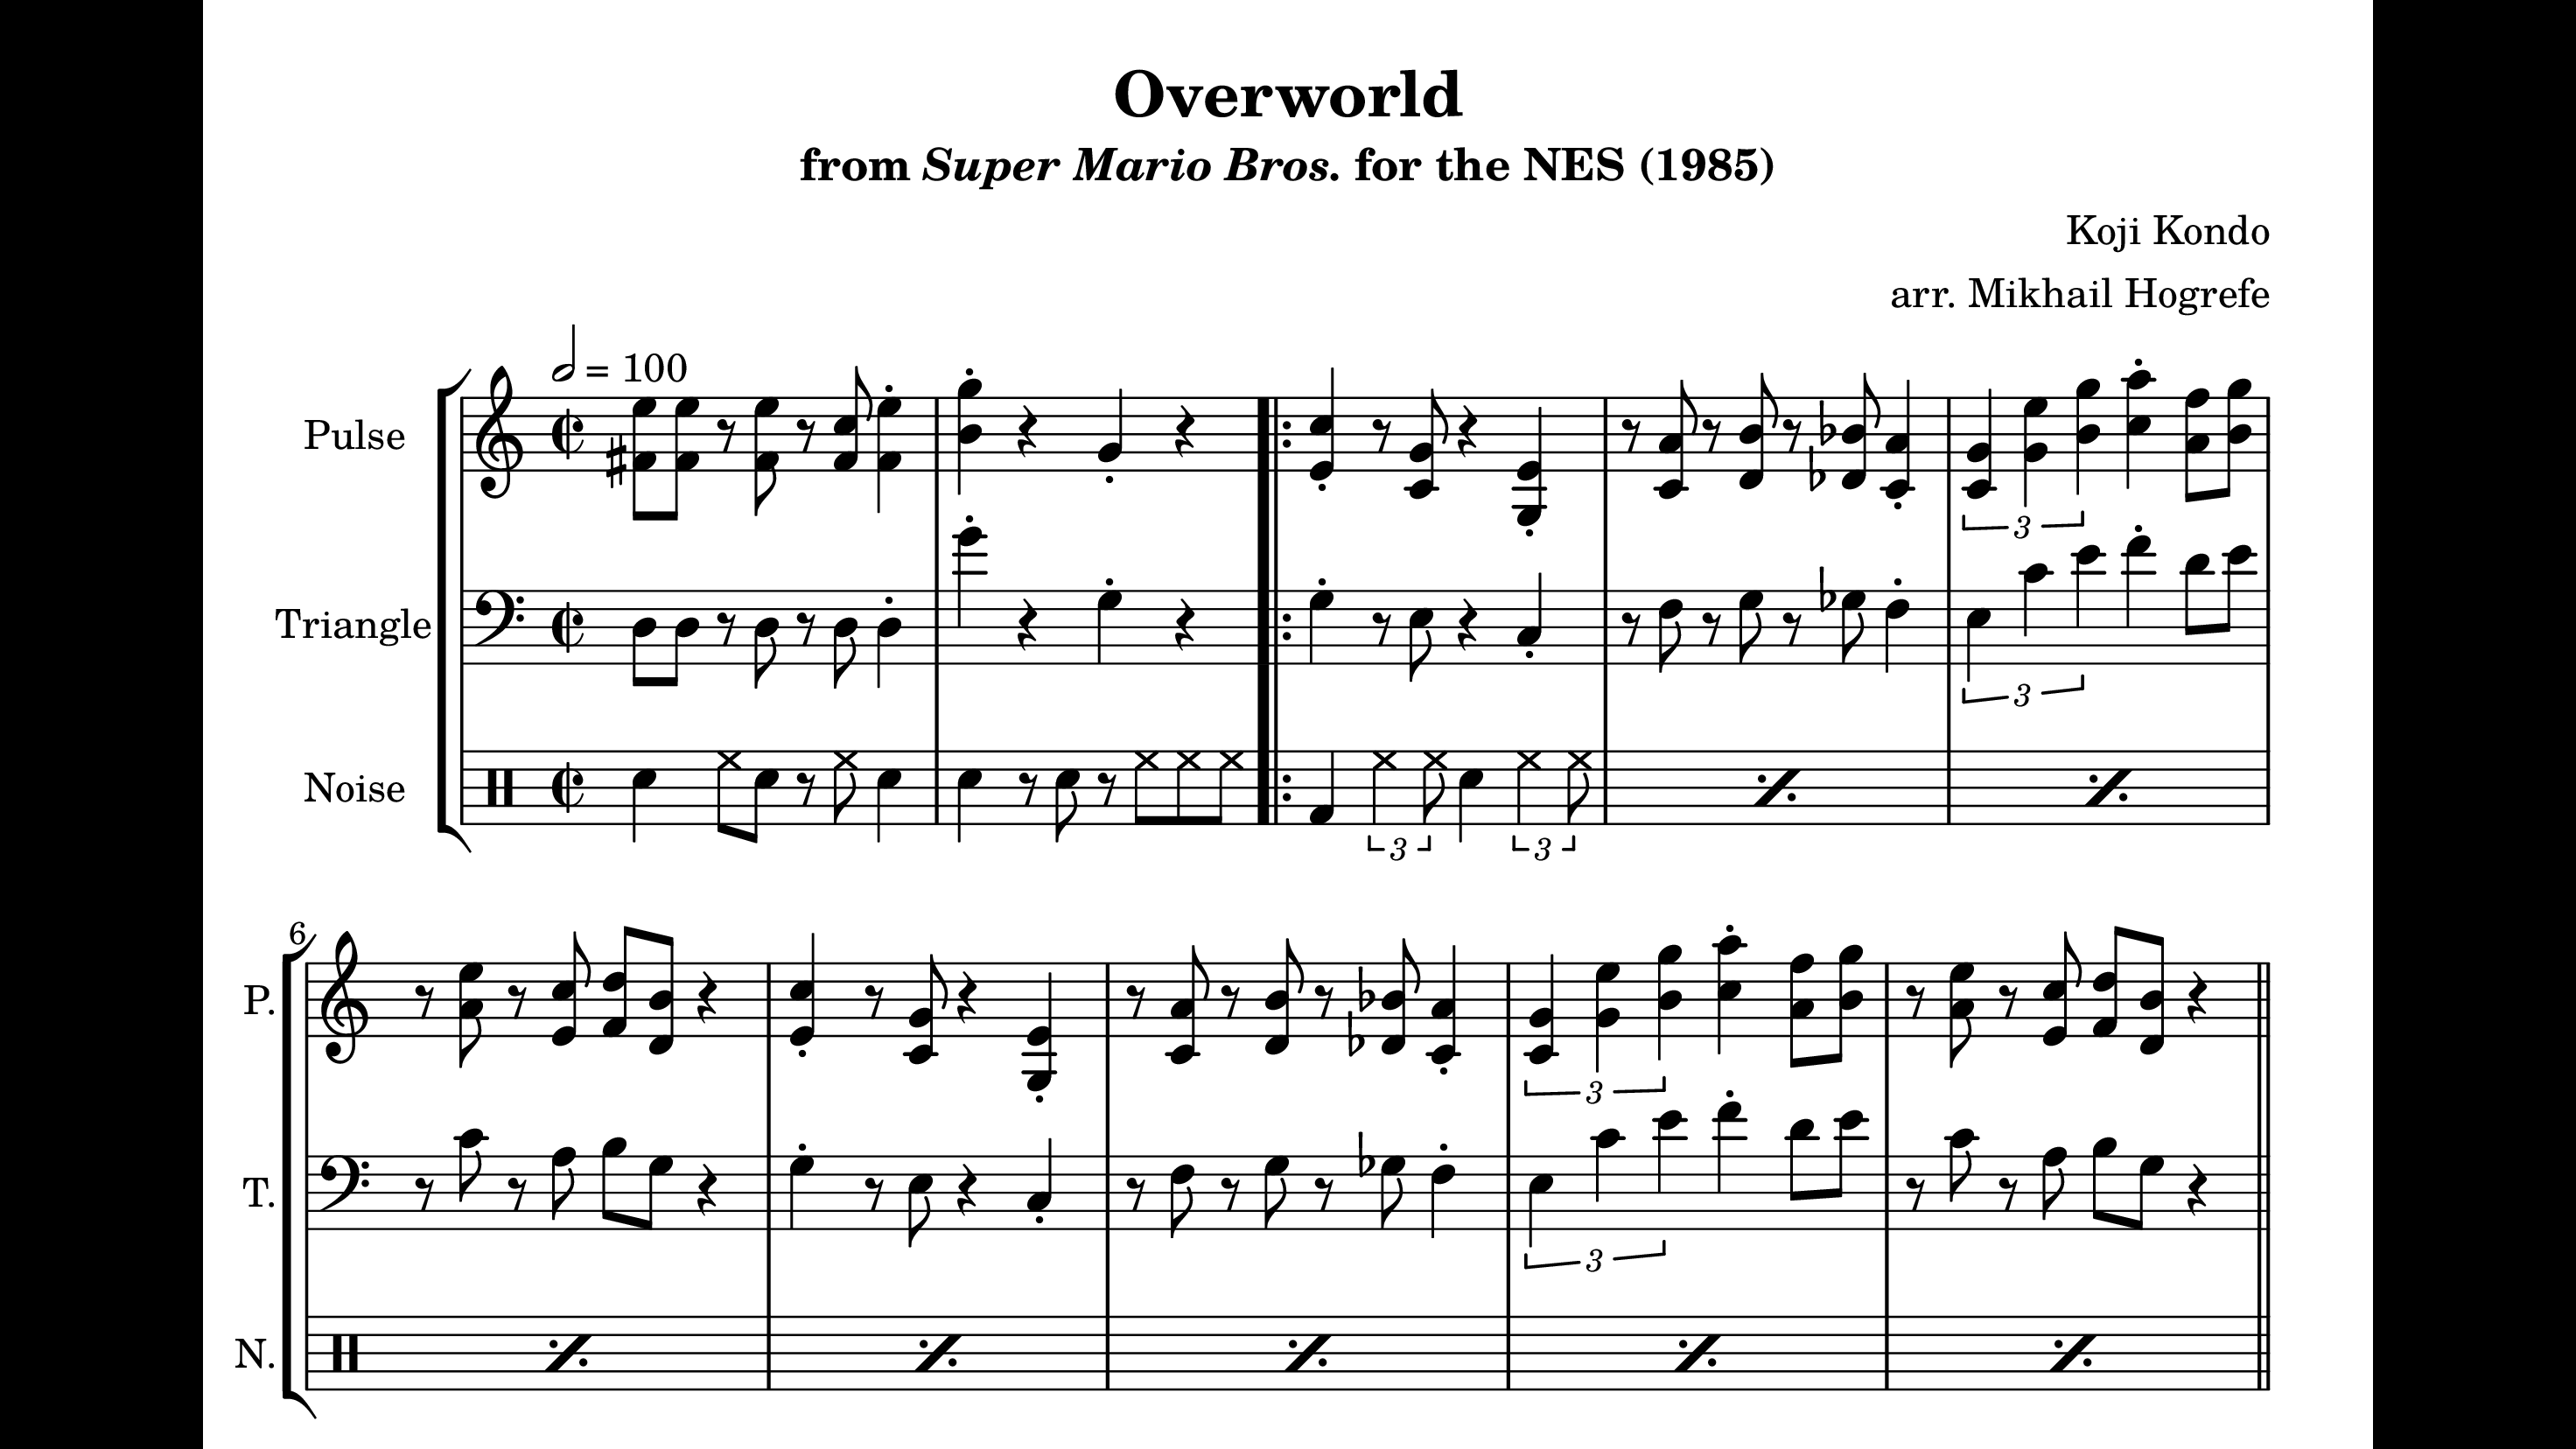 Overworld
from Super Mario Bros. for the NES (1985)
Koji Kondo
arr. Mikhail Hogrefe
= 100
Pulse
3
Triangle
3
Noise
3 3
6
P.
3
T.
3
N.